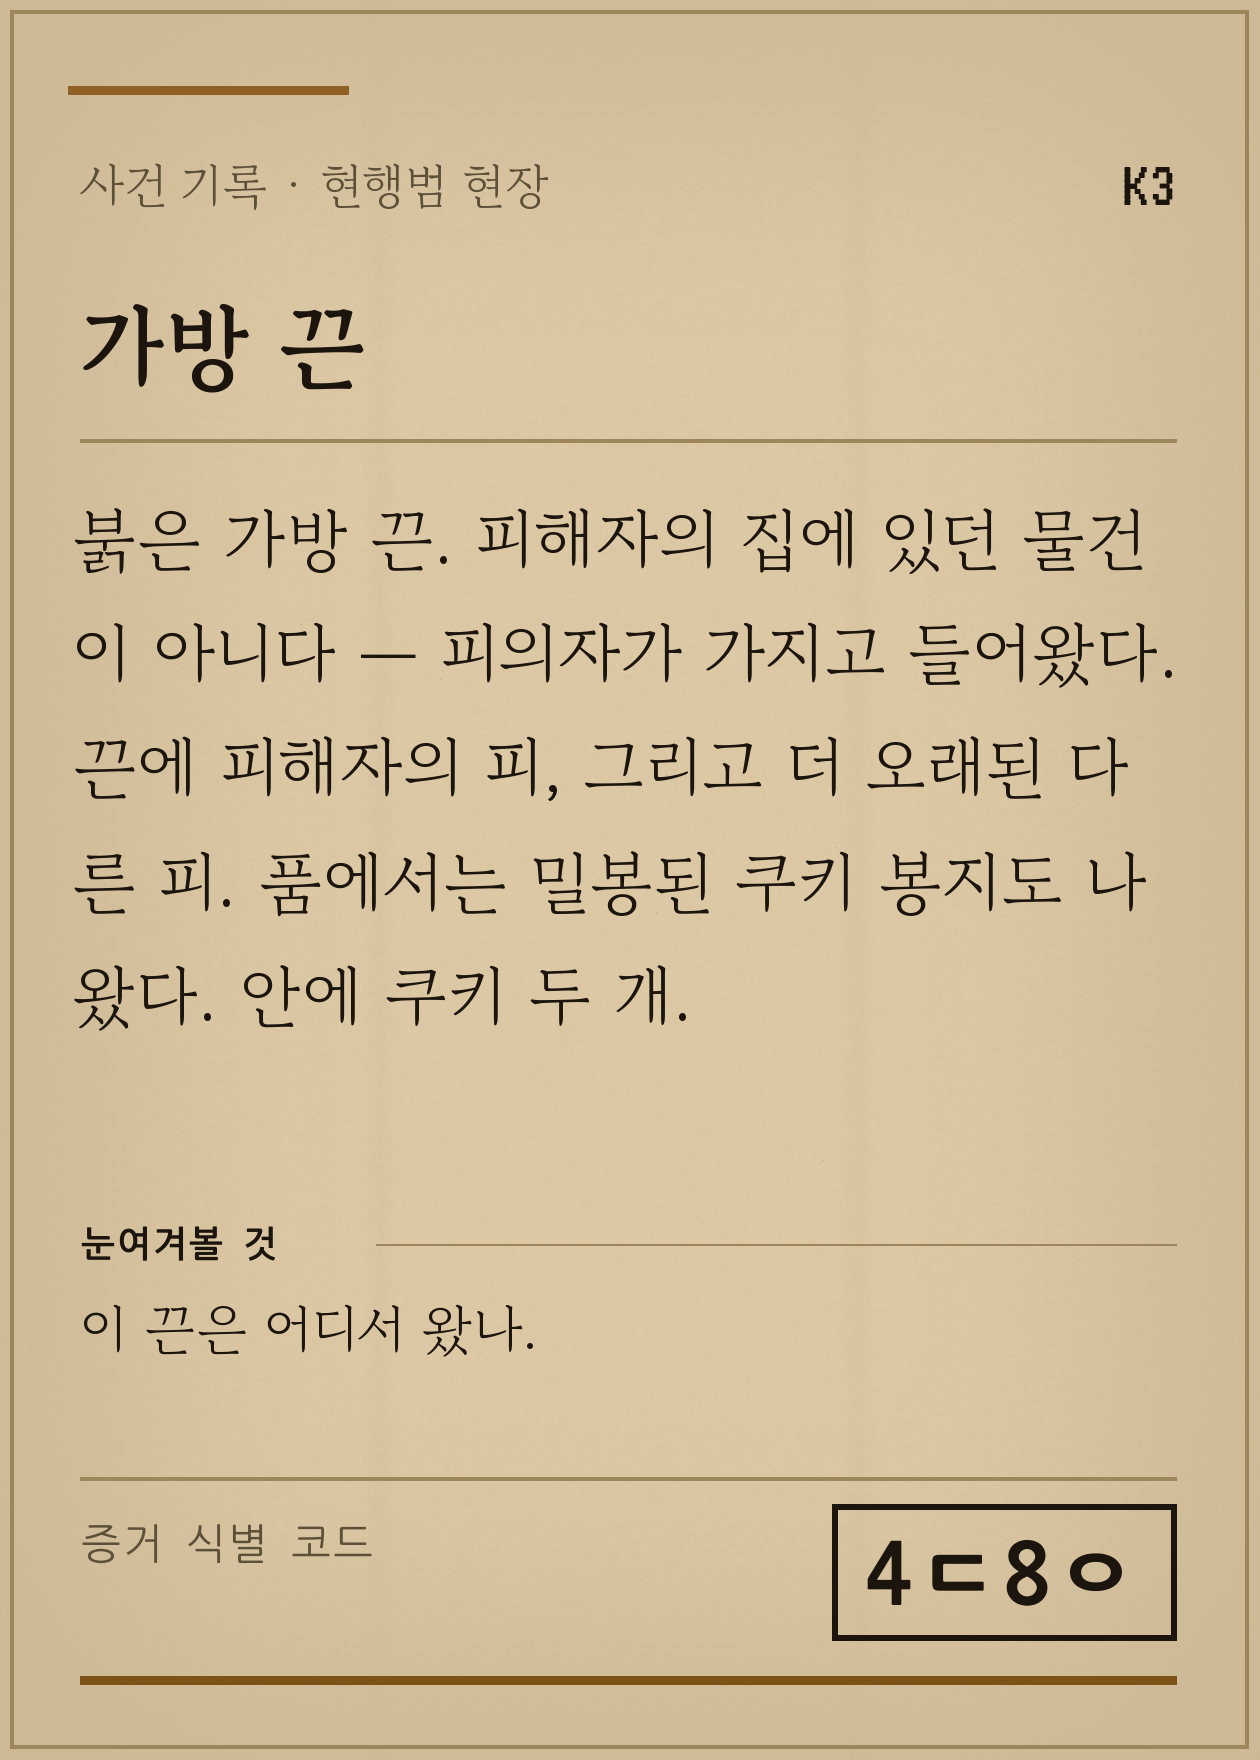 사건 기록 · 현행범 현장
K3
가방 끈
붉은 가방 끈. 피해자의 집에 있던 물건
이 아니다 — 피의자가 가지고 들어왔다.
끈에 피해자의 피, 그리고 더 오래된 다
른 피. 품에서는 밀봉된 쿠키 봉지도 나
왔다. 안에 쿠키 두 개.
눈여겨볼 것
이 끈은 어디서 왔나.
증거 식별 코드
4ㄷ8ㅇ